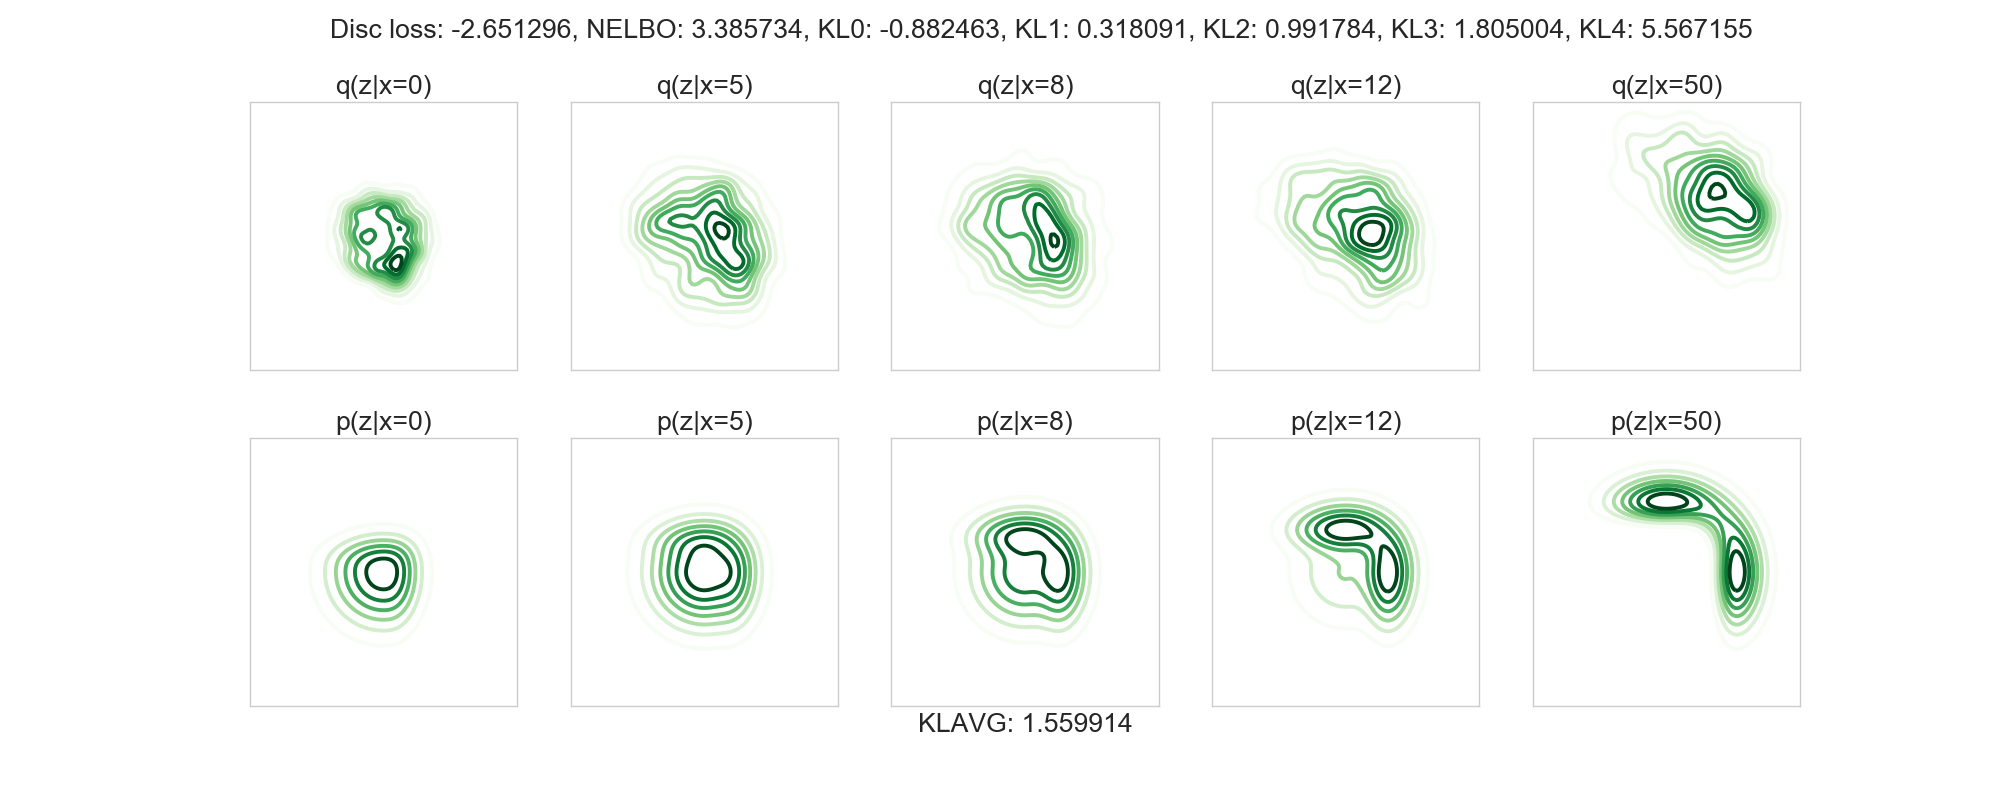 Disc loss: -2.651296, NELBO: 3.385734, KL0: -0.882463, KL1: 0.318091, KL2: 0.991784, KL3: 1.805004, KL4: 5.567155
q(z|x=0) q(z|x=5) q(z|x=8) q(z|x=12) q(z|x=50)
p(z|x=0) p(z|x=5) p(z|x=8) p(z|x=12) p(z|x=50)
KLAVG: 1.559914